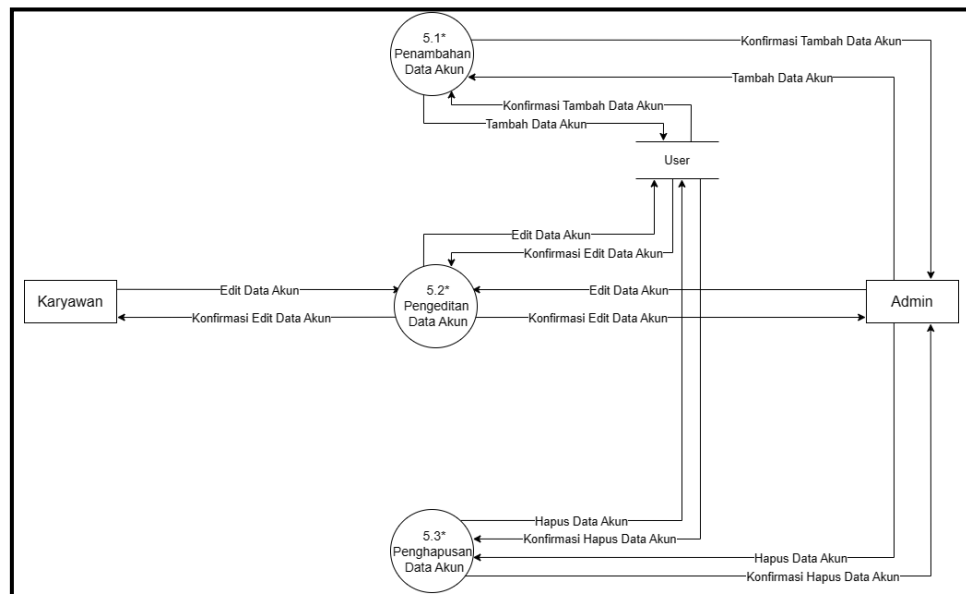 5.1*
Penambahan
Data Akun
Konfirmasi Tambah Data Akun
Tambah Data Akun
Konfirmasi Tambah Data Akun
Tambah Data Akun
User
Edit Data Akun
Konfirmasi Edit Data Akun
Karyawan
Edit Data Akun
Konfirmasi Edit Data Akun
5.2*
Pengeditan
Data Akun
Edit Data Akun
Konfirmasi Edit Data Akun
Admin
5.3*
Penghapusan
Data Akun
Hapus Data Akun
Konfirmasi Hapus Data Akun
Hapus Data Akun
Konfirmasi Hapus Data Akun